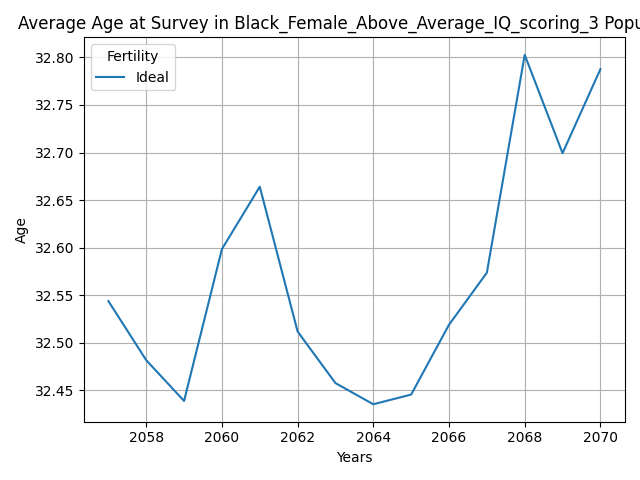 Average Age at Survey in Black_Female_Above_Average_IQ_scoring_3 Popu
Fertility
Ideal
32.80
32.75
32.70
32.65
32.60
32.55
32.50
32.45
Age
2058 2060 2062 2064 2066 2068 2070
Years